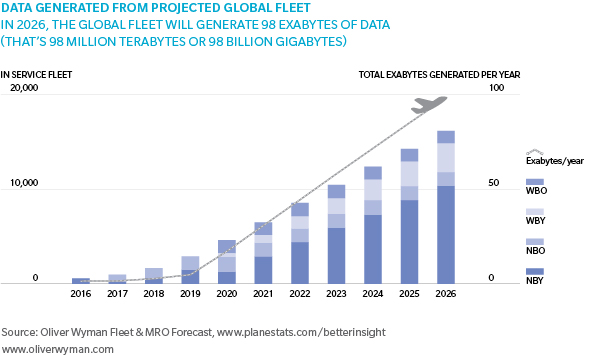 DATA GENERATED FROM PROJECTED GLOBAL FLEET
IN 2026, THE GLOBAL FLEET WILL GENERATE 98 EXABYTES OF DATA
(THAT'S 98 MILLION TERABYTES OR 98 BILLION GIGABYTES)
IN SERVICE FLEET TOTAL EXABYTES GENERATED PER YEAR
20,000 100
10,000 50
0 0
Exabytes/year
WBO
WBY
NBO
NBY
2016 2017 2018 2019 2020 2021 2022 2023 2024 2025 2026
Source: Oliver Wyman Fleet & MRO Forecast, www.planestats.com/betterinsight
www.oliverwyman.com